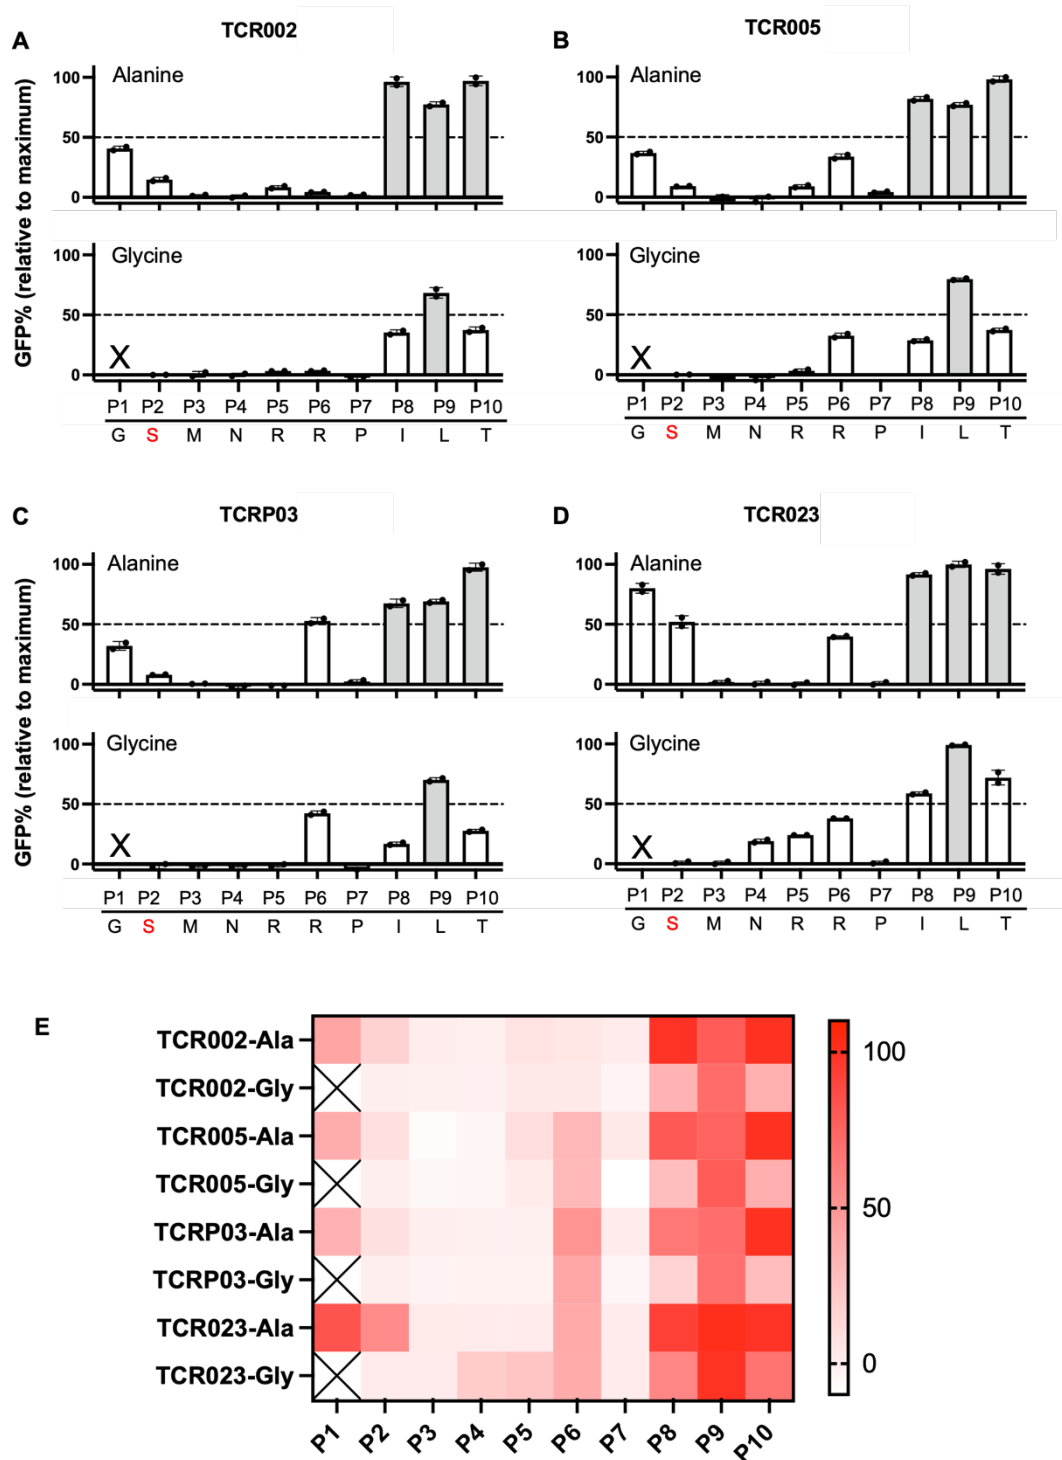 A
TCR002
B
TCR005
GFP% (relative to maximum)
Alanine
100
50
0
Alanine
100
50
0
Glycine
100
50
0
X
Glycine
100
50
0
X
P1 P2 P3 P4 P5 P6 P7 P8 P9 P10
G S M N R R P I L T
P1 P2 P3 P4 P5 P6 P7 P8 P9 P10
G S M N R R P I L T
C
TCRP03
D
TCR023
GFP% (relative to maximum)
Alanine
100
50
0
Alanine
100
50
0
Glycine
100
50
0
X
Glycine
100
50
0
X
P1 P2 P3 P4 P5 P6 P7 P8 P9 P10
G S M N R R P I L T
P1 P2 P3 P4 P5 P6 P7 P8 P9 P10
G S M N R R P I L T
E
TCR002-Ala
TCR002-Gly
TCR005-Ala
TCR005-Gly
TCRP03-Ala
TCRP03-Gly
TCR023-Ala
TCR023-Gly
P1 P2 P3 P4 P5 P6 P7 P8 P9 P10
100
50
0